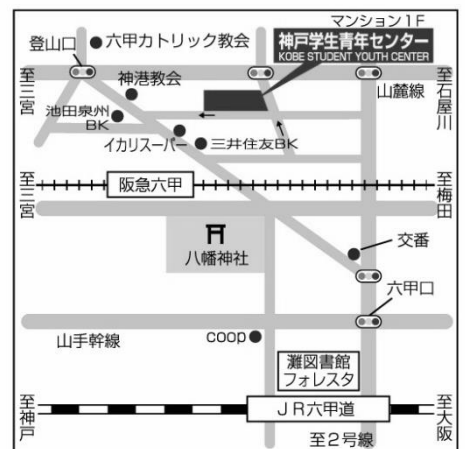 マンション1F
神戸学生青年センター
KOBE STUDENT YOUTH CENTER
登山口
六甲カトリック教会
至三宮
至石屋川
神港教会
山麓線
池田泉州
BK
イカリスーパー
三井住友BK
至三宮
阪急六甲
至梅田
八幡神社
交番
六甲口
山手幹線
coop
灘図書館
フォレスタ
至神戸
JR六甲道
至大阪
至2号線